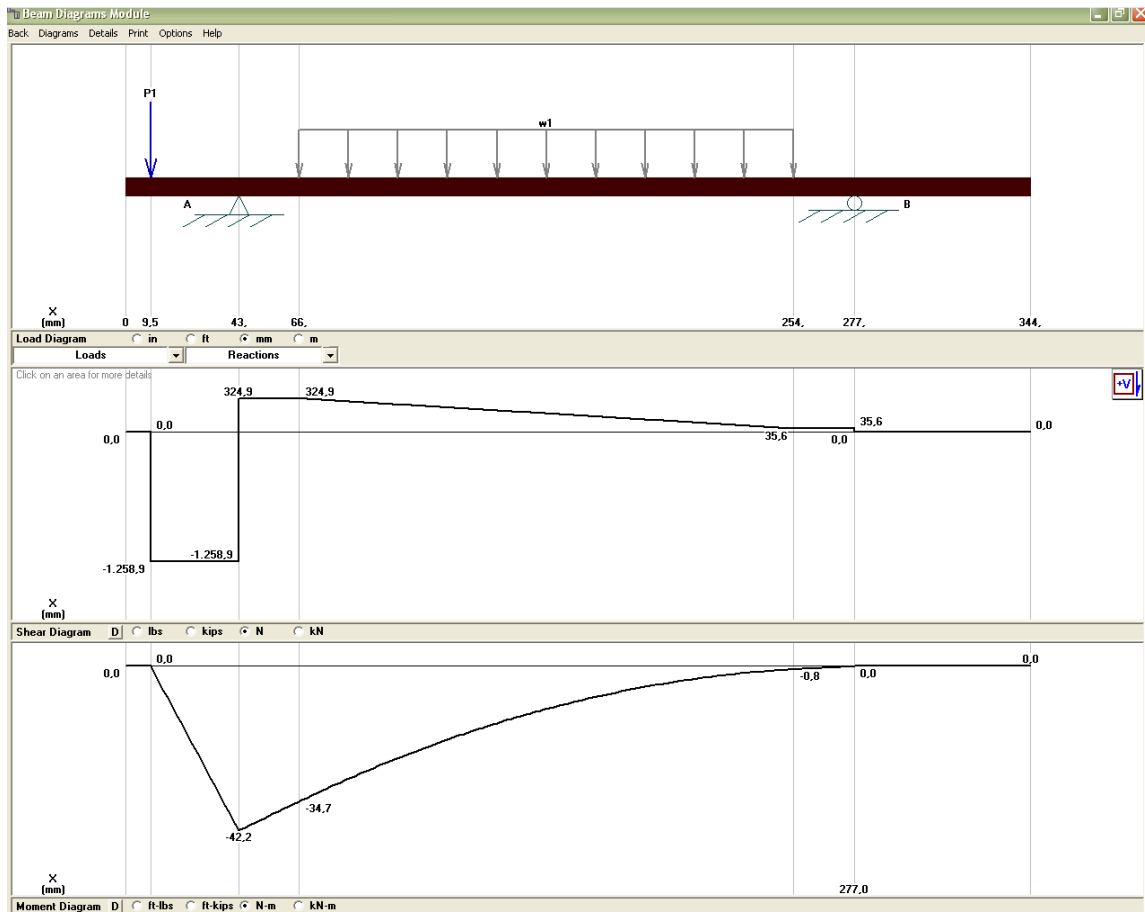 Beam Diagrams Module
Back Diagrams Details Print Options Help
P1
w1
A
B
X
(mm) 0 9,5 43, 66, 254, 277, 344,
Load Diagram in ft mm m
Loads Reactions
Click on an area for more details
+V
324,9 324,9
0,0 0,0 35,6 0,0 35,6 0,0
-1.258,9 -1.258,9
X
(mm)
Shear Diagram D lbs kips N kN
0,0 0,0 -0,8 0,0 0,0
-34,7
-42,2
X
(mm) 277,0
Moment Diagram D ft-lbs ft-kips N-m kN-m